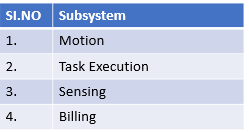 SI.NO Subsystem
1. Motion
2. Task Execution
3. Sensing
4. Billing